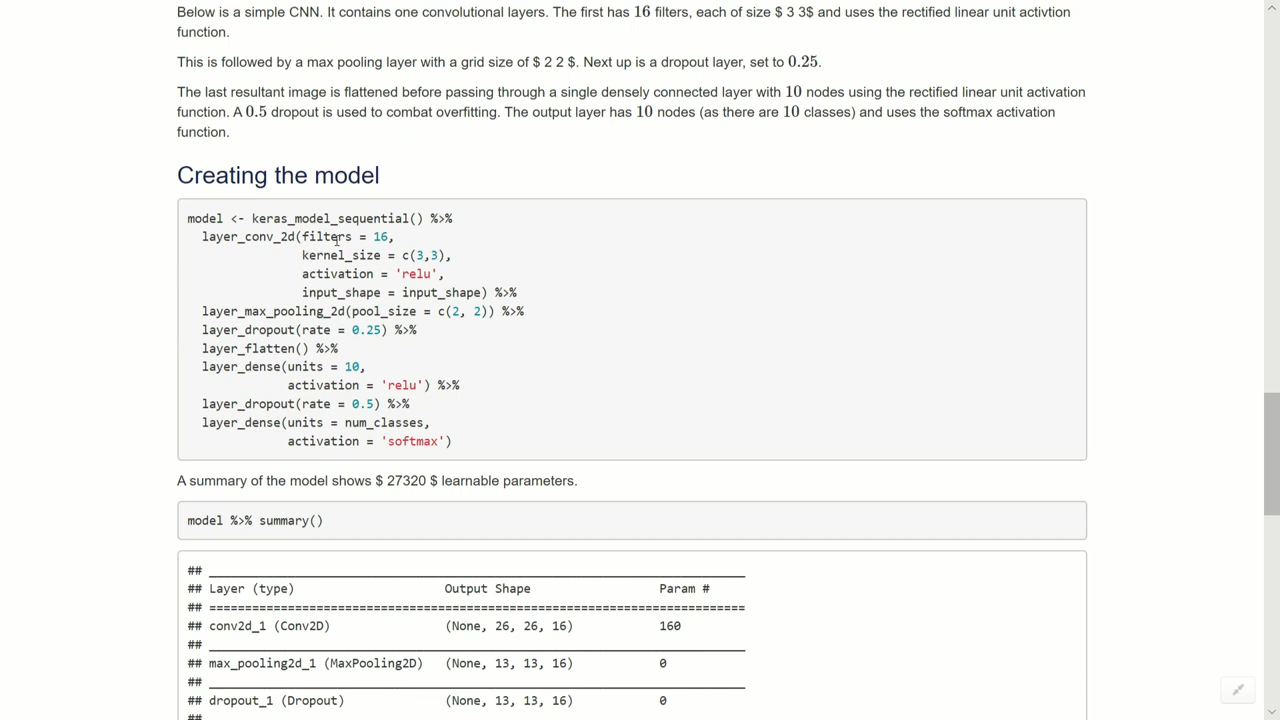 Below is a simple CNN. It contains one convolutional layers. The first has 16 filters, each of size $ 3 3$ and uses the rectified linear unit activtion
function.
This is followed by a max pooling layer with a grid size of $ 2 2 $. Next up is a dropout layer, set to 0.25.
The last resultant image is flattened before passing through a single densely connected layer with 10 nodes using the rectified linear unit activation
function. A 0.5 dropout is used to combat overfitting. The output layer has 10 nodes (as there are 10 classes) and uses the softmax activation
function.
Creating the model
model <- keras_model_sequential() %>%
layer_conv_2d(filters = 16,
kernel_size = c(3,3),
activation = 'relu',
input_shape = input_shape) %>%
layer_max_pooling_2d(pool_size = c(2, 2)) %>%
layer_dropout(rate = 0.25) %>%
layer_flatten() %>%
layer_dense(units = 10,
activation = 'relu') %>%
layer_dropout(rate = 0.5) %>%
layer_dense(units = num_classes,
activation = 'softmax')
A summary of the model shows $ 27320 $ learnable parameters.
model %>% summary()
## ___________________________________________________________________________
## Layer (type) Output Shape Param #
## ===========================================================================
## conv2d_1 (Conv2D) (None, 26, 26, 16) 160
## ___________________________________________________________________________
## max_pooling2d_1 (MaxPooling2D) (None, 13, 13, 16) 0
## ___________________________________________________________________________
## dropout_1 (Dropout) (None, 13, 13, 16) 0
##